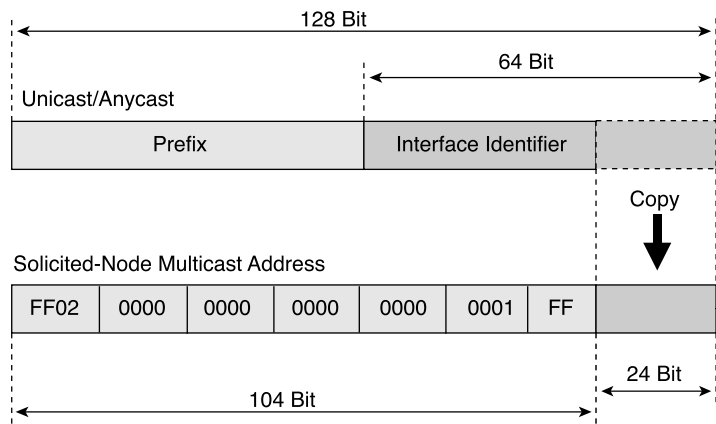 128 Bit
64 Bit
Unicast/Anycast
Prefix Interface Identifier
Copy
Solicited-Node Multicast Address
FF02 0000 0000 0000 0000 0001 FF
24 Bit
104 Bit